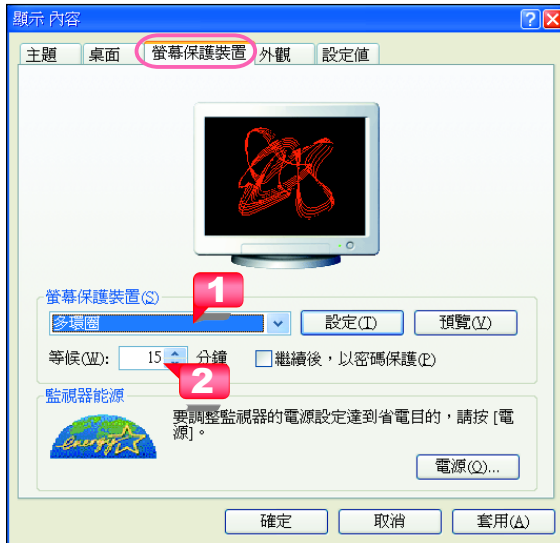 顯示 內容
主題 桌面 螢幕保護裝置 外觀 設定值
螢幕保護裝置(S)
1
多環圈 設定(T) 預覽(V)
等候(W): 15 分鐘 繼續後，以密碼保護(P)
2
監視器能源
energy
要調整監視器的電源設定達到省電目的，請按 [電
源]。
電源(O)...
確定 取消 套用(A)